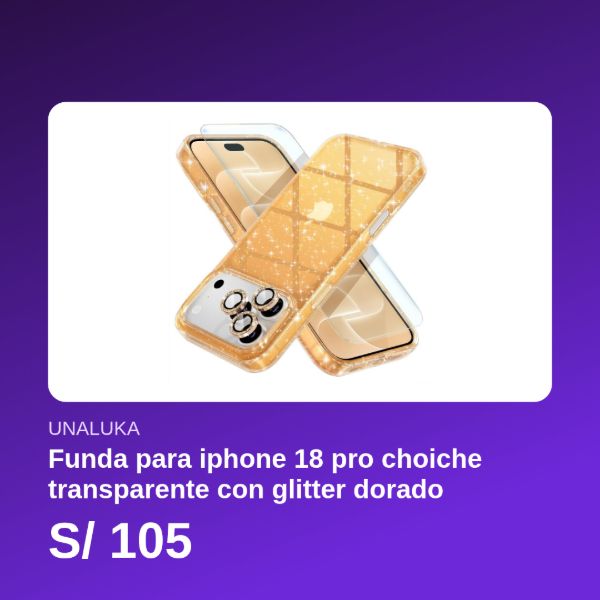 UNALUKA
Funda para iphone 18 pro choiche
transparente con glitter dorado
S/ 105